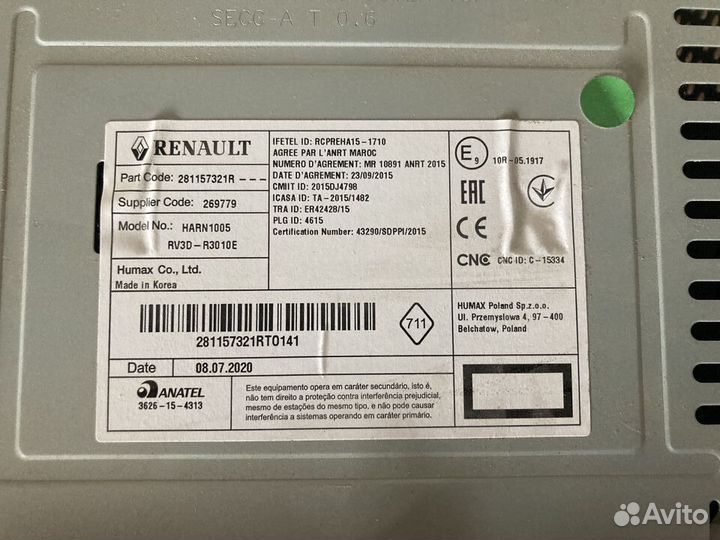 SECC-A T 0.6
RENAULT
Part Code: 281157321R - - -
Supplier Code: 269779
Model No.: HARN1005
RV3D-R3010E
Humax Co., Ltd.
Made in Korea
IFETEL ID: RCPREHA15-1710
AGREE PAR L'ANRT MAROC
NUMERO D'AGREMENT: MR 10891 ANRT 2015
DATE D'AGREMENT: 23/09/2015
CMIIT ID: 2015DJ4798
ICASA ID: TA-2015/1482
TRA ID: ER42428/15
PLG ID: 4615
Certification Number: 43290/SDPPI/2015
E9 10R-05.1917
EAC
CE
CNC CNC ID: C-15334
281157321RT0141
711
HUMAX Poland Sp.z.o.o.
Ul. Przemyslowa 4, 97-400
Belchatow, Poland
Date 08.07.2020
ANATEL
3626-15-4313
Este equipamento opera em caráter secundário, isto é,
não tem direito a proteção contra interferência prejudicial,
mesmo de estações do mesmo tipo, e não pode causar
interferência a sistemas operando em caráter primário.
Avito